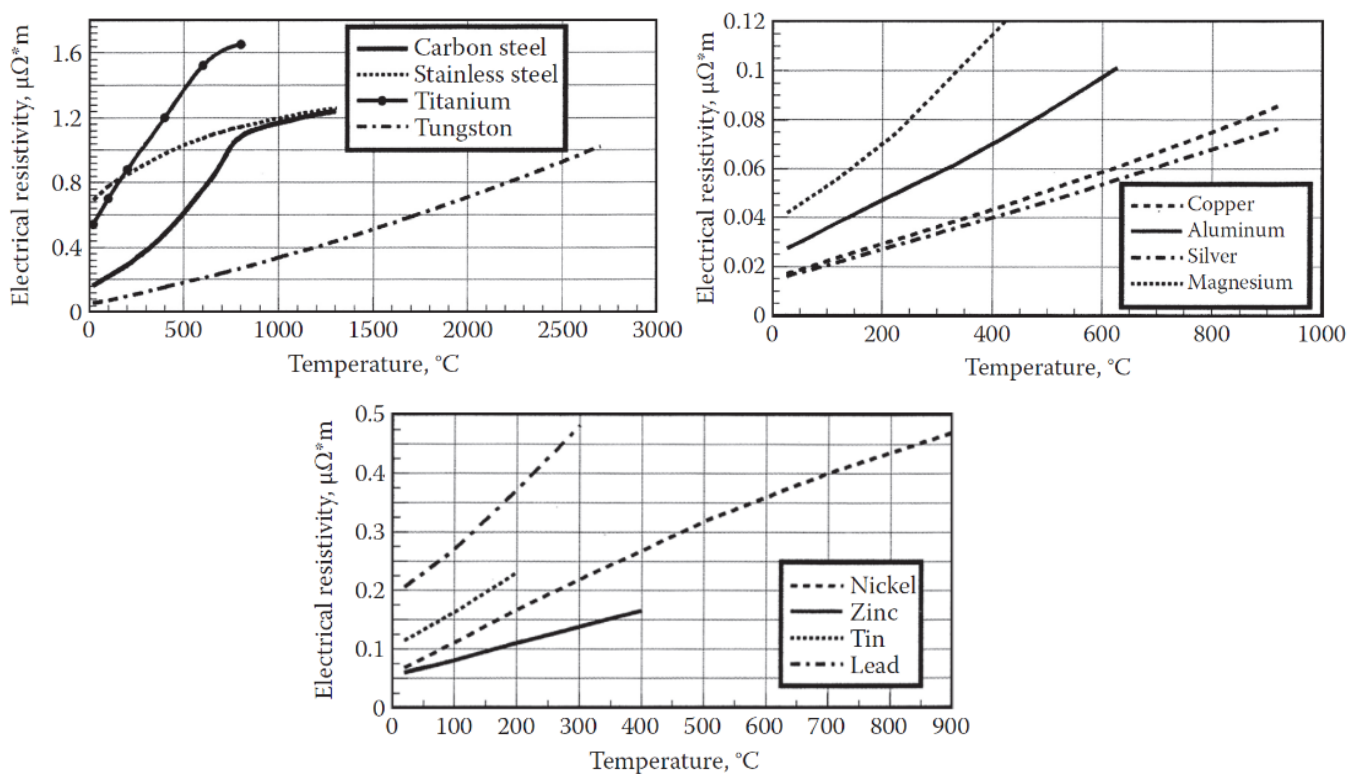 Electrical resistivity, μΩ*m
1.6
1.2
0.8
0.4
0
0 500 1000 1500 2000 2500 3000
Temperature, °C
Carbon steel
Stainless steel
Titanium
Tungston
Electrical resistivity, μΩ*m
0.12
0.1
0.08
0.06
0.04
0.02
0
0 200 400 600 800 1000
Temperature, °C
Copper
Aluminum
Silver
Magnesium
Electrical resistivity, μΩ*m
0.5
0.4
0.3
0.2
0.1
0
0 100 200 300 400 500 600 700 800 900
Temperature, °C
Nickel
Zinc
Tin
Lead